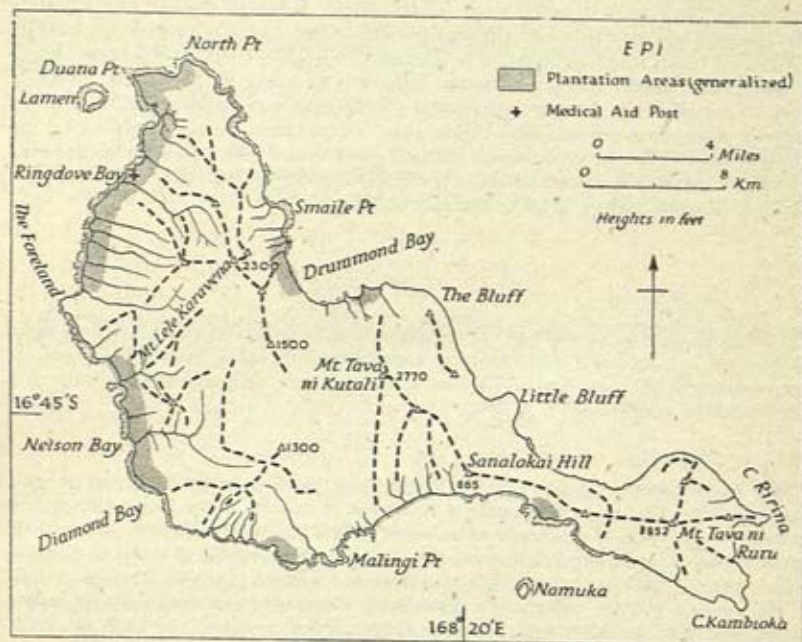 EPI
Plantation Areas (generalized)
+ Medical Aid Post
0 4
Miles
0 8
Km
Heights in feet
North Pt
Duana Pt
Lamen
Ringdove Bay
The Foreland
Smaile Pt
Drummond Bay
2300
Mt Lele Karavena
The Bluff
1500
Mt Tava
ni Kutali
2770
Little Bluff
16°45'S
Nelson Bay
1300
Sanalokai Hill
865
Diamond Bay
C. Ririna
1852
Mt Tava ni
Ruru
Malingi Pt
Namuka
C. Kambioka
168°20'E